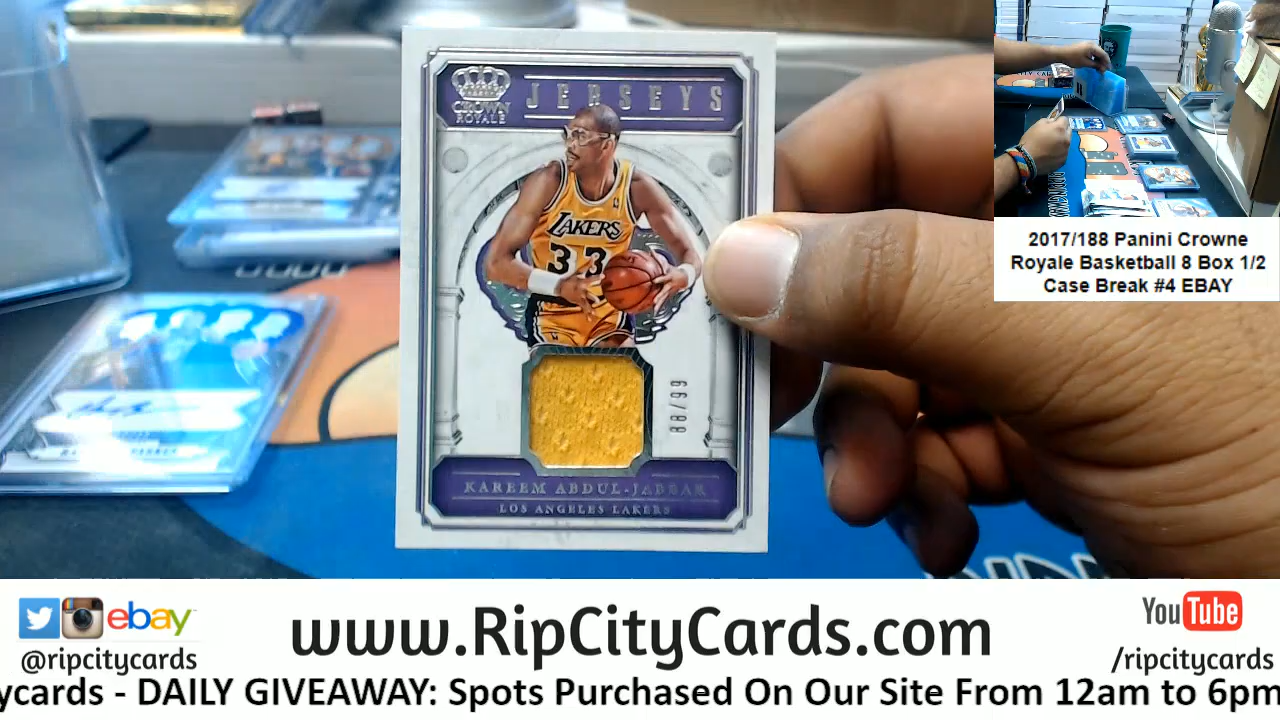 CROWN
ROYALE
JERSEYS
LAKERS
33
88/99
KAREEM ABDUL-JABBAR
LOS ANGELES LAKERS
2017/188 Panini Crowne
Royale Basketball 8 Box 1/2
Case Break #4 EBAY
ebay
@ripcitycards
www.RipCityCards.com
YouTube
/ripcitycards
ycards - DAILY GIVEAWAY: Spots Purchased On Our Site From 12am to 6pm